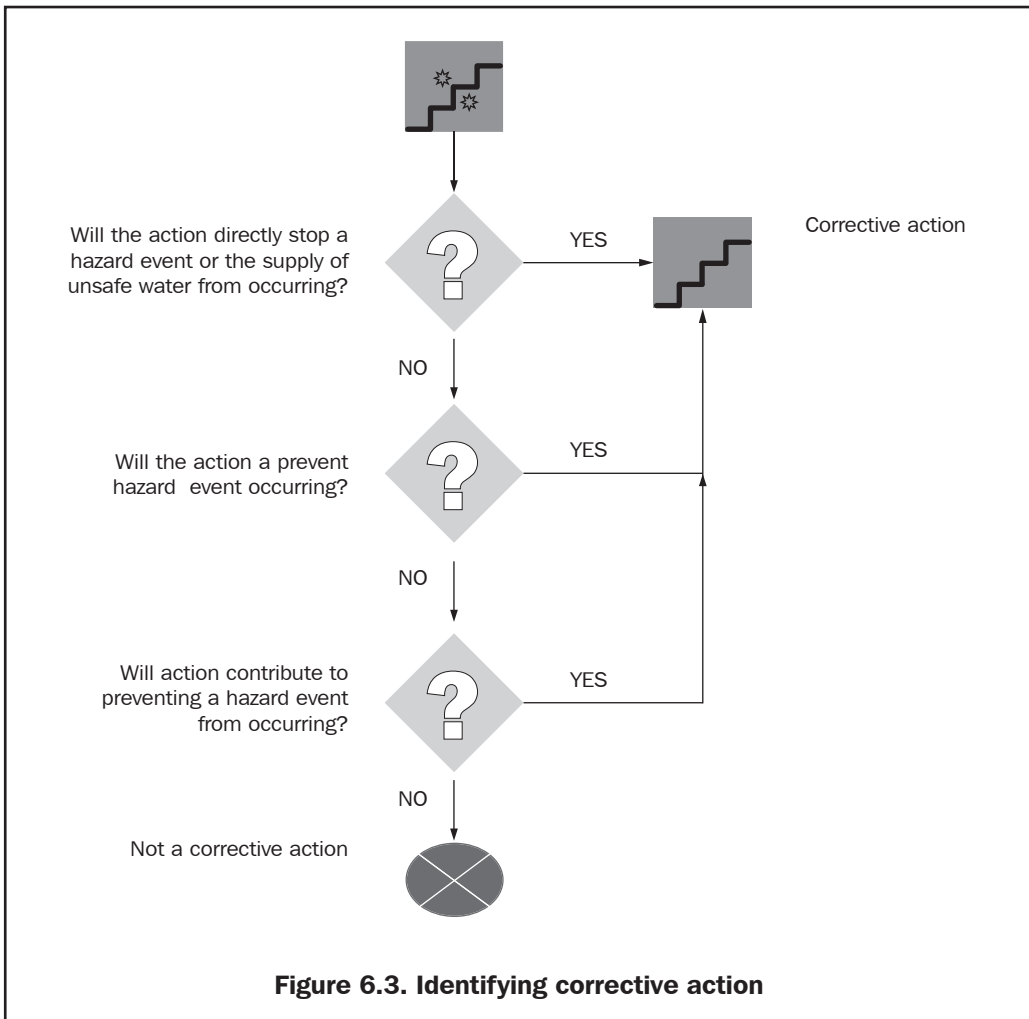 Will the action directly stop a
hazard event or the supply of
unsafe water from occurring?
YES
Corrective action
NO
Will the action a prevent
hazard  event occurring?
YES
NO
Will action contribute to
preventing a hazard event
from occurring?
YES
NO
Not a corrective action
Figure 6.3. Identifying corrective action